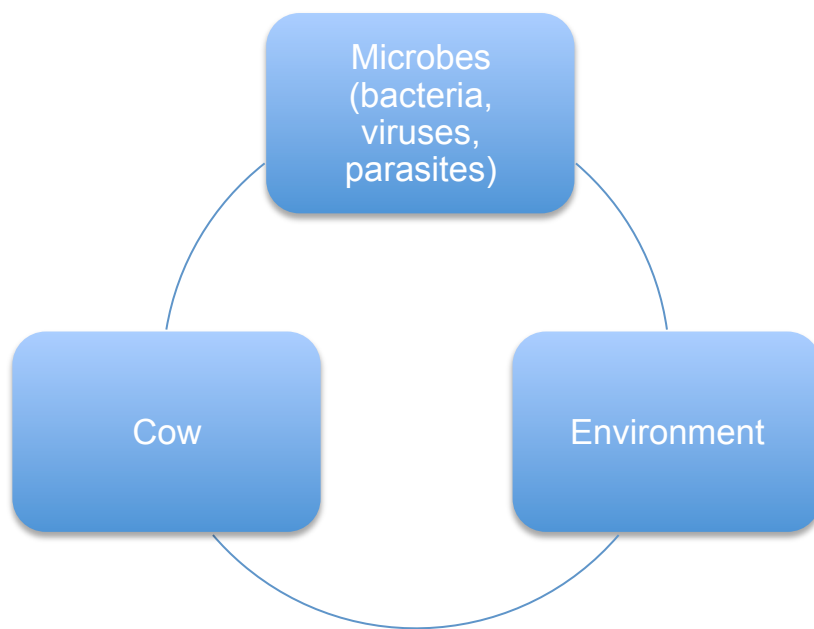 Microbes
(bacteria,
viruses,
parasites)
Cow
Environment